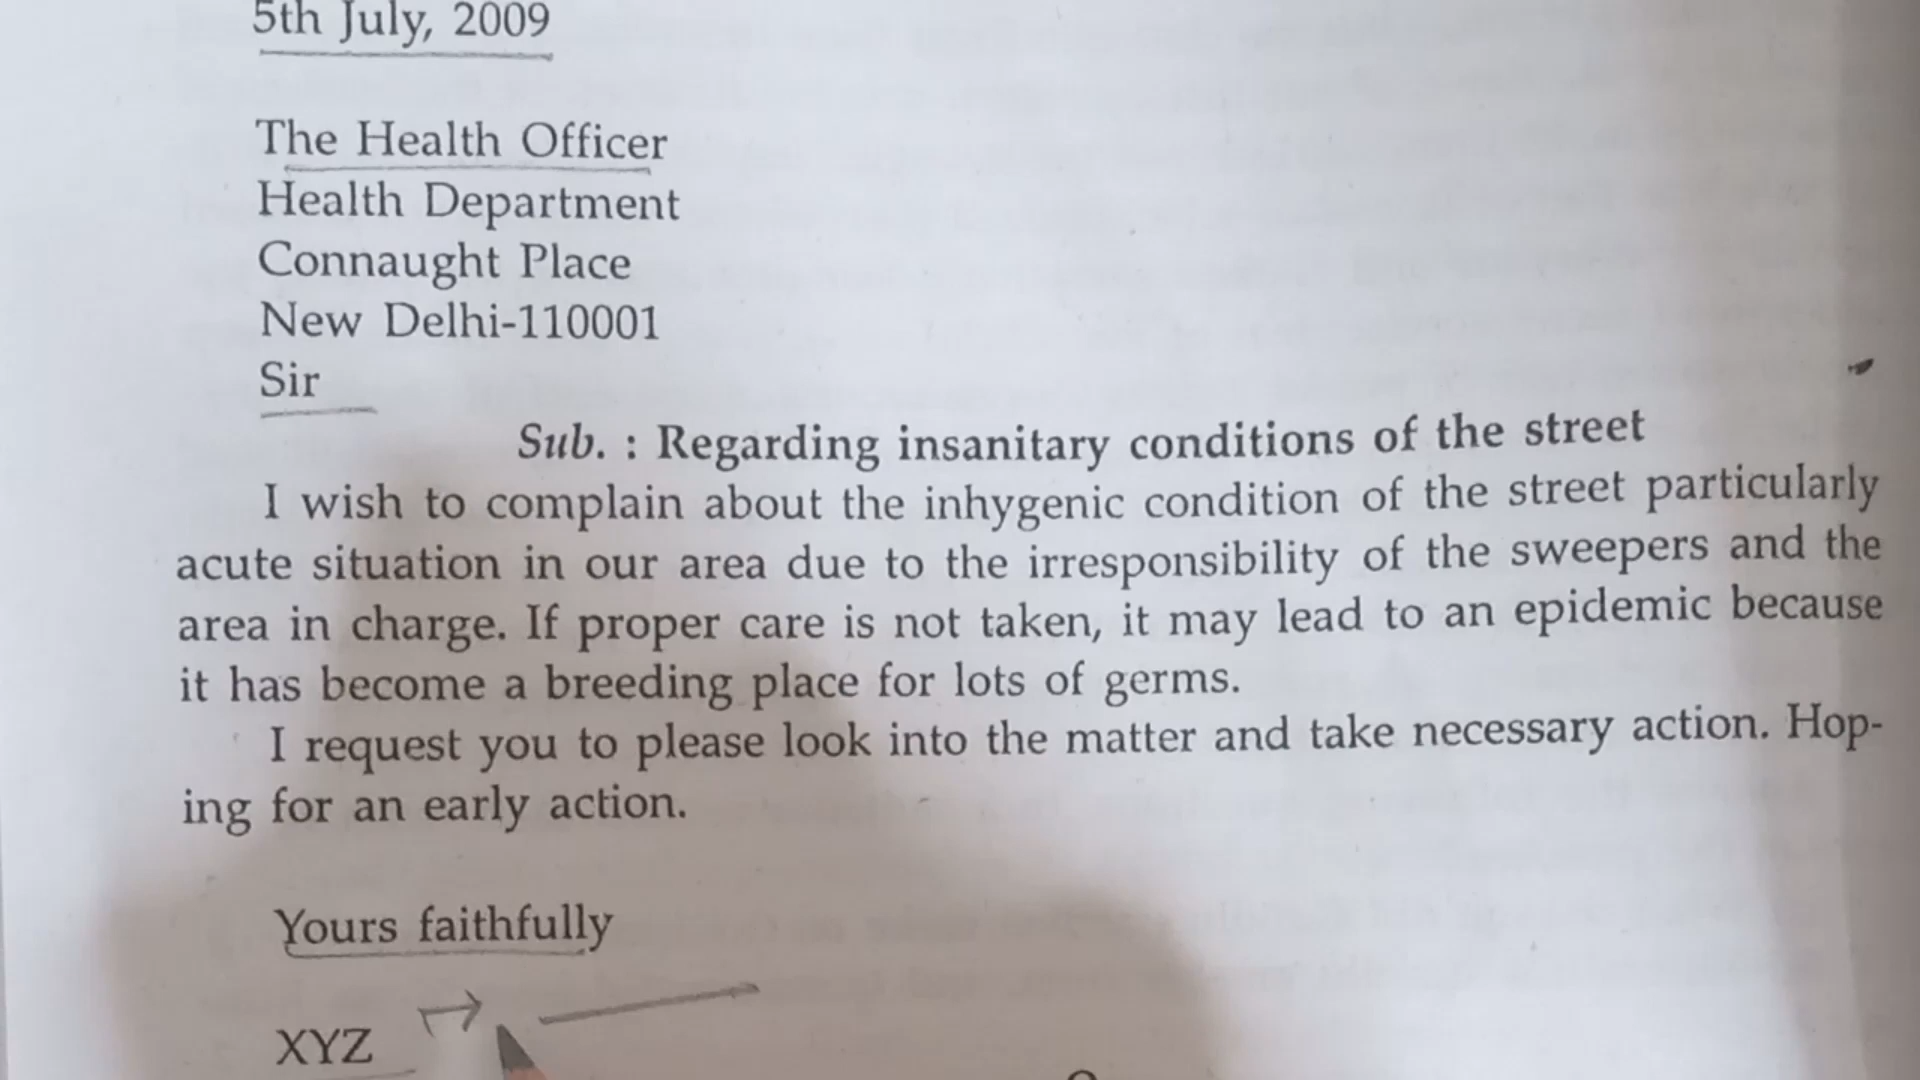 5th July, 2009
The Health Officer
Health Department
Connaught Place
New Delhi-110001
Sir
Sub. : Regarding insanitary conditions of the street
I wish to complain about the inhygenic condition of the street particularly
acute situation in our area due to the irresponsibility of the sweepers and the
area in charge. If proper care is not taken, it may lead to an epidemic because
it has become a breeding place for lots of germs.
I request you to please look into the matter and take necessary action. Hop-
ing for an early action.
Yours faithfully
XYZ